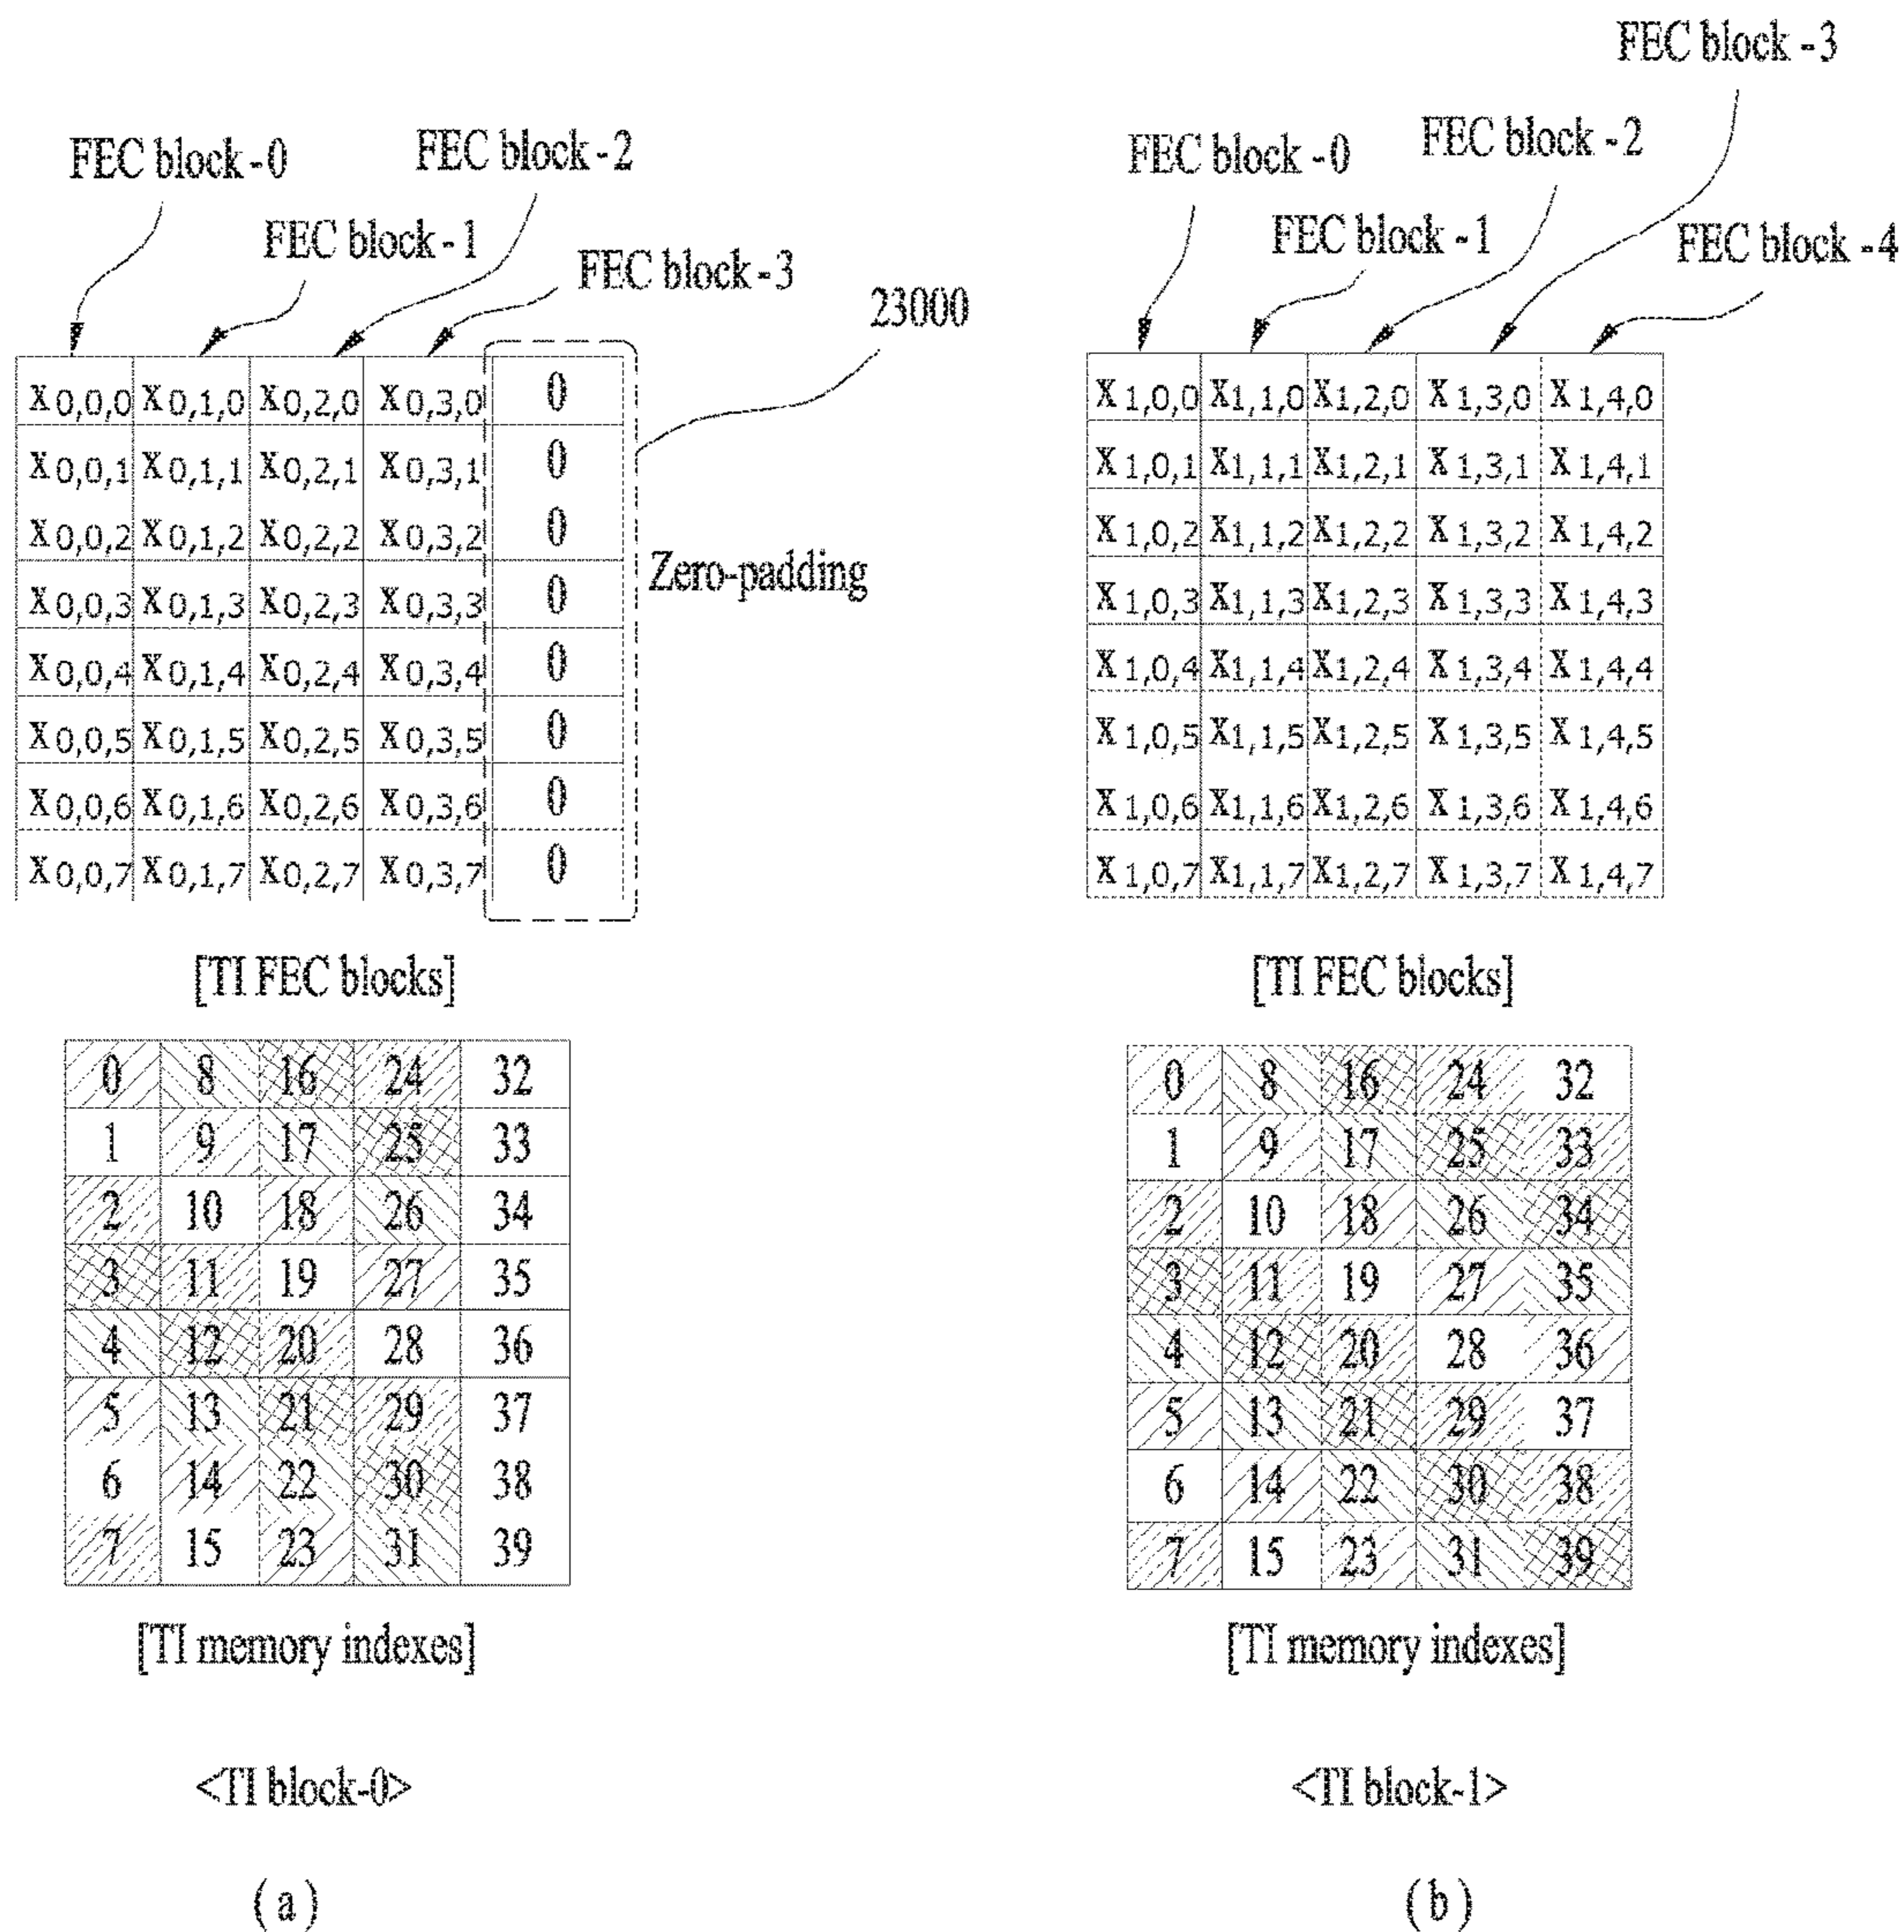 FEC block -0
FEC block -2
FEC block -1
FEC block -3
23000
X0,0,0 X0,1,0 X0,2,0 X0,3,0 0
X0,0,1 X0,1,1 X0,2,1 X0,3,1 0
X0,0,2 X0,1,2 X0,2,2 X0,3,2 0
X0,0,3 X0,1,3 X0,2,3 X0,3,3 0
X0,0,4 X0,1,4 X0,2,4 X0,3,4 0
X0,0,5 X0,1,5 X0,2,5 X0,3,5 0
X0,0,6 X0,1,6 X0,2,6 X0,3,6 0
X0,0,7 X0,1,7 X0,2,7 X0,3,7 0
Zero-padding
[TI FEC blocks]
0 8 16 24 32
1 9 17 25 33
2 10 18 26 34
3 11 19 27 35
4 12 20 28 36
5 13 21 29 37
6 14 22 30 38
7 15 23 31 39
[TI memory indexes]
<TI block-0>
(a)
FEC block -3
FEC block -0
FEC block -2
FEC block -1
FEC block -4
X1,0,0 X1,1,0 X1,2,0 X1,3,0 X1,4,0
X1,0,1 X1,1,1 X1,2,1 X1,3,1 X1,4,1
X1,0,2 X1,1,2 X1,2,2 X1,3,2 X1,4,2
X1,0,3 X1,1,3 X1,2,3 X1,3,3 X1,4,3
X1,0,4 X1,1,4 X1,2,4 X1,3,4 X1,4,4
X1,0,5 X1,1,5 X1,2,5 X1,3,5 X1,4,5
X1,0,6 X1,1,6 X1,2,6 X1,3,6 X1,4,6
X1,0,7 X1,1,7 X1,2,7 X1,3,7 X1,4,7
[TI FEC blocks]
0 8 16 24 32
1 9 17 25 33
2 10 18 26 34
3 11 19 27 35
4 12 20 28 36
5 13 21 29 37
6 14 22 30 38
7 15 23 31 39
[TI memory indexes]
<TI block-1>
(b)